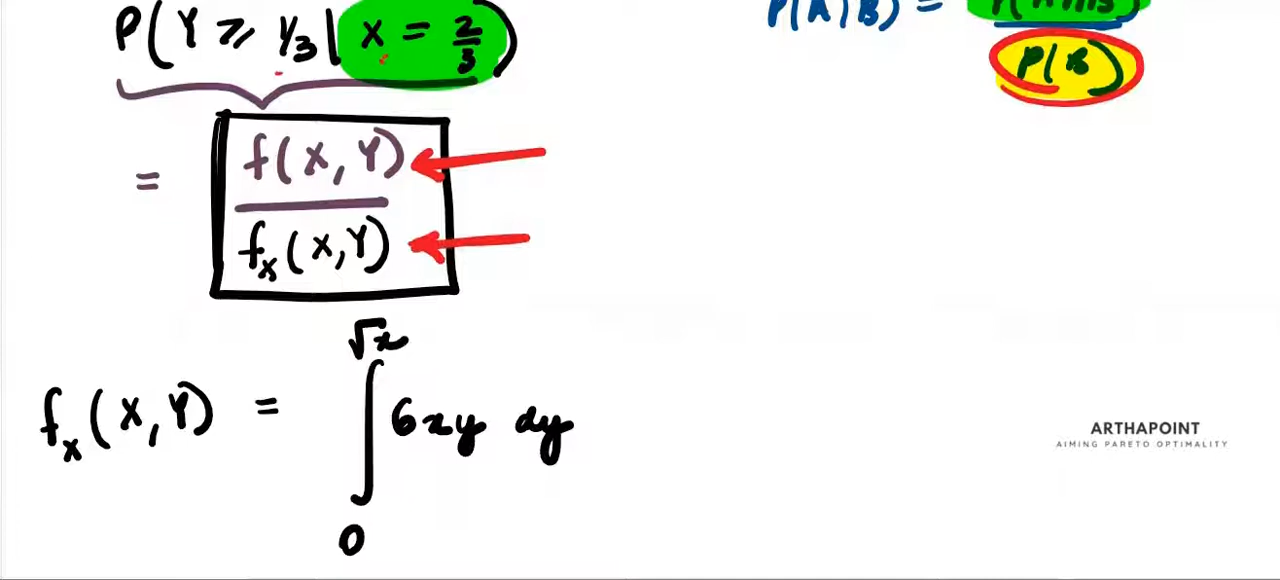 P(Y ⩾ 1/3 | x = 2/3)
P(A|B) =
P(B)
= f(X, Y) / f_x(X, Y)
f_x(X, Y) = ∫_0^√x 6xy dy
ARTHAPOINT
AIMING PARETO OPTIMALITY